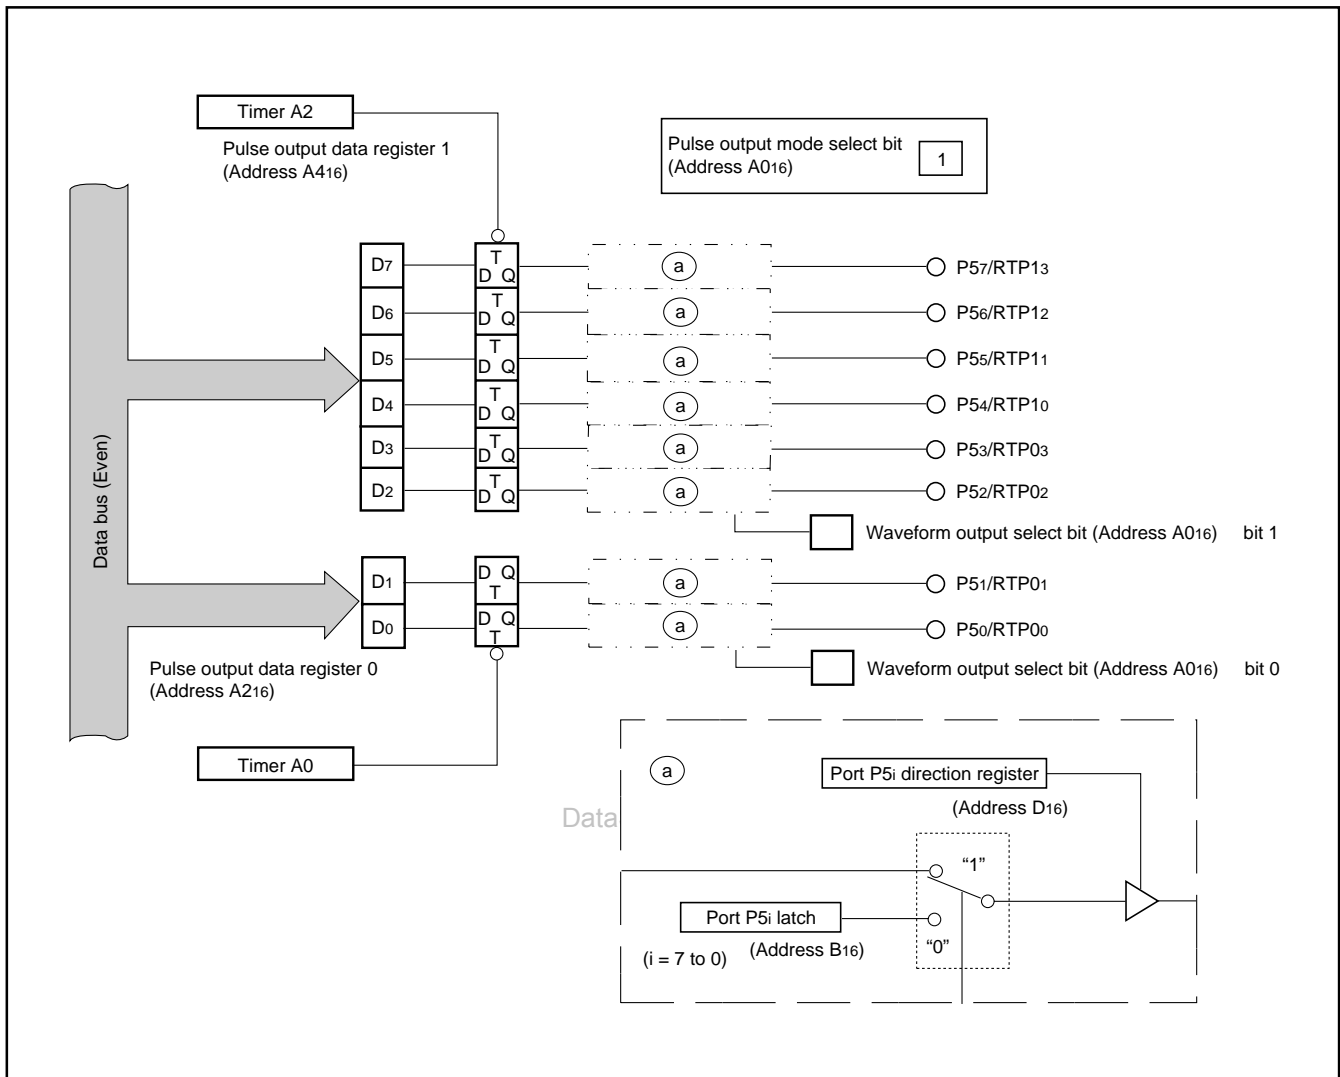 Timer A2
Pulse output data register 1
(Address A416)
Pulse output mode select bit
(Address A016)
1
Data bus (Even)
D7
T
D Q
a
P57/RTP13
D6
T
D Q
a
P56/RTP12
D5
T
D Q
a
P55/RTP11
D4
T
D Q
a
P54/RTP10
D3
T
D Q
a
P53/RTP03
D2
T
D Q
a
P52/RTP02
Waveform output select bit (Address A016) bit 1
D1
D Q
T
a
P51/RTP01
D0
D Q
T
a
P50/RTP00
Waveform output select bit (Address A016) bit 0
Pulse output data register 0
(Address A216)
Timer A0
Data
a
Port P5i direction register
(Address D16)
“1”
Port P5i latch
(Address B16)
“0”
(i = 7 to 0)